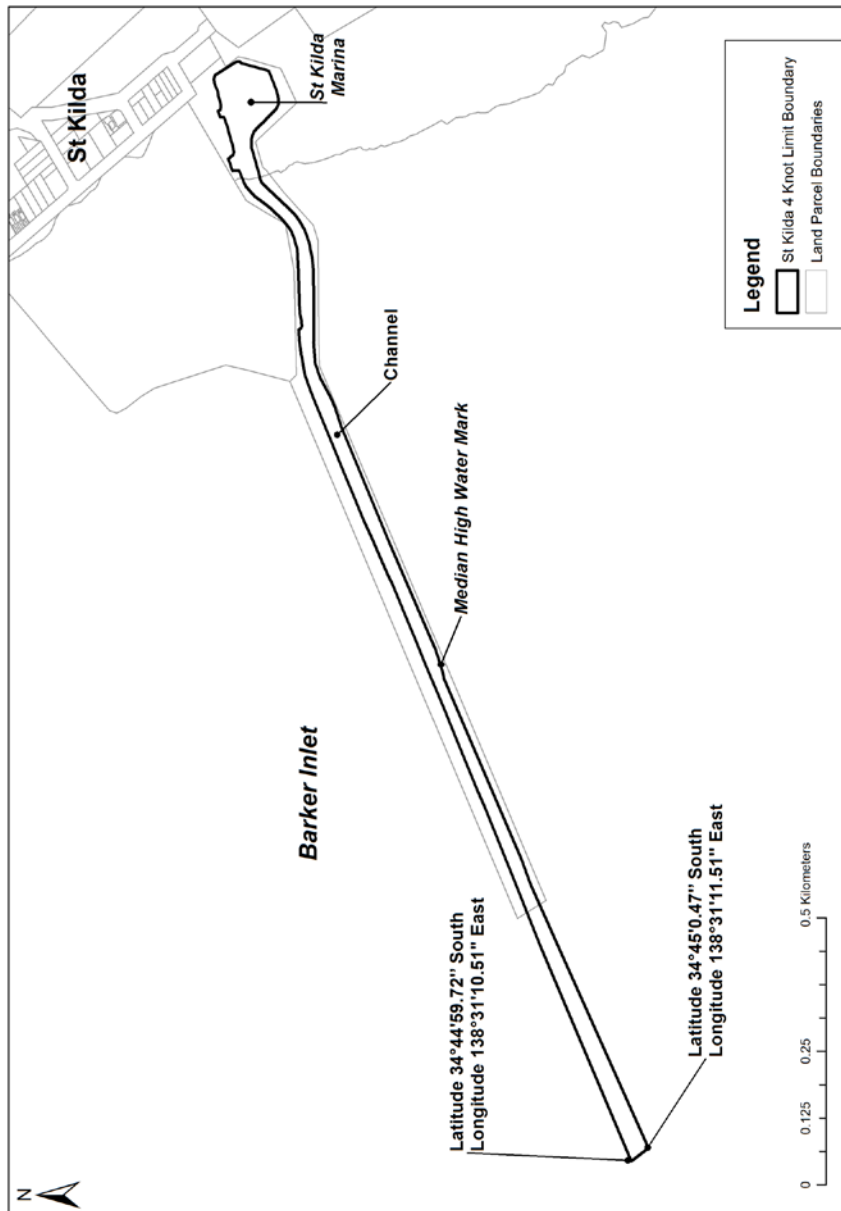 N
St Kilda
St Kilda
Marina
Channel
Median High Water Mark
Barker Inlet
Latitude 34°44'59.72" South
Longitude 138°31'10.51" East
Latitude 34°45'0.47" South
Longitude 138°31'11.51" East
0 0.125 0.25 0.5 Kilometers
Legend
St Kilda 4 Knot Limit Boundary
Land Parcel Boundaries